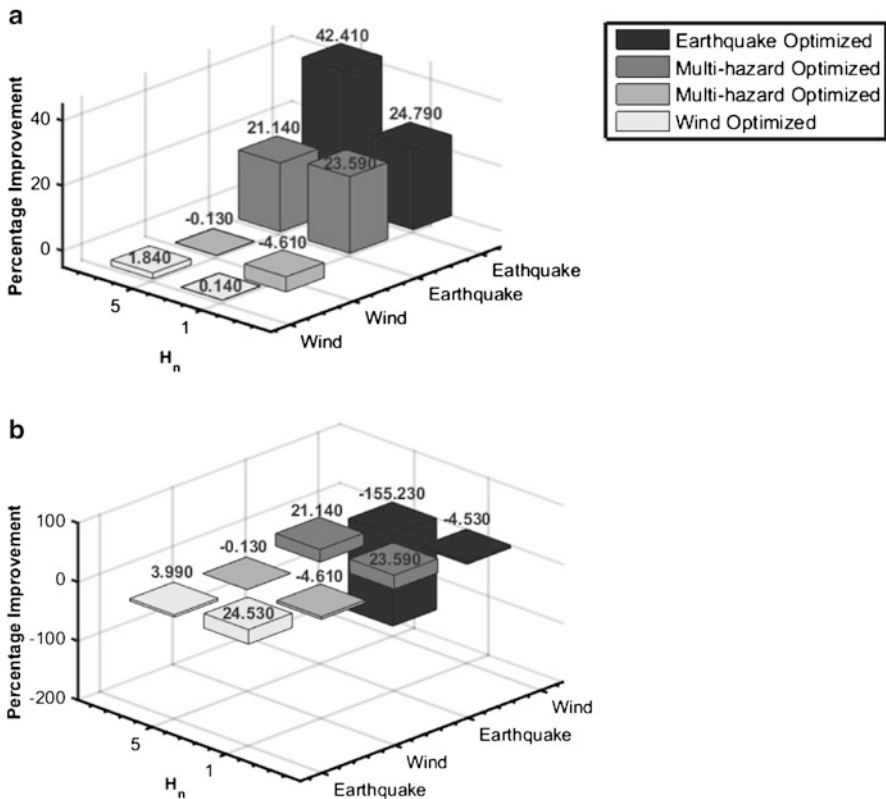 a
Earthquake Optimized
Multi-hazard Optimized
Multi-hazard Optimized
Wind Optimized
42.410
24.790
21.140
23.590
-0.130
-4.610
1.840
0.140
Percentage Improvement
40
20
0
5
1
H_n
Wind
Wind
Earthquake
Eathquake
b
-155.230
-4.530
21.140
23.590
-0.130
-4.610
3.990
24.530
Percentage Improvement
100
0
-100
-200
5
1
H_n
Earthquake
Wind
Earthquake
Wind